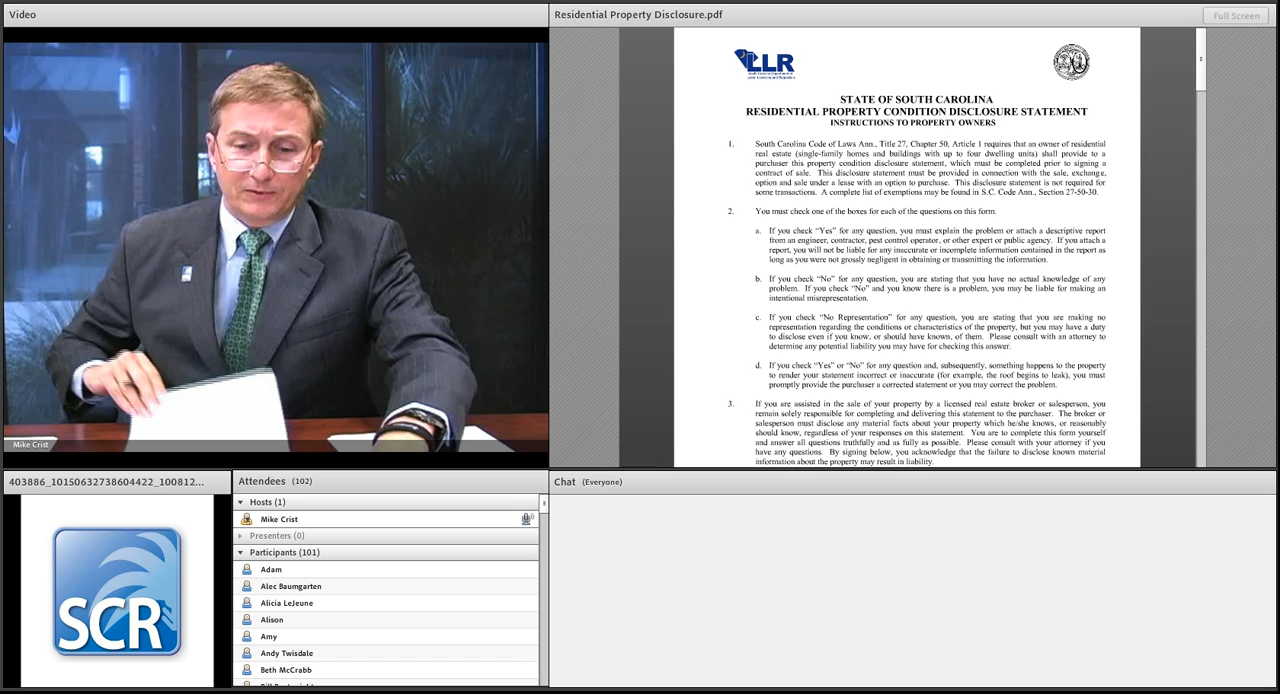 Video
Mike Crist
Residential Property Disclosure.pdf
Full Screen
LLR
STATE OF SOUTH CAROLINA
RESIDENTIAL PROPERTY CONDITION DISCLOSURE STATEMENT
INSTRUCTIONS TO PROPERTY OWNERS
1. South Carolina Code of Laws Ann., Title 27, Chapter 50, Article 1 requires that an owner of residential
real estate (single-family homes and buildings with up to four dwelling units) shall provide to a
purchaser this property condition disclosure statement, which must be completed prior to signing a
contract of sale. This disclosure statement must be provided in connection with the sale, exchange,
option and sale under a lease with an option to purchase. This disclosure statement is not required for
some transactions. A complete list of exemptions may be found in S.C. Code Ann., Section 27-50-30.
2. You must check one of the boxes for each of the questions on this form.
a. If you check “Yes” for any question, you must explain the problem or attach a descriptive report
from an engineer, contractor, pest control operator, or other expert or public agency. If you attach a
report, you will not be liable for any inaccurate or incomplete information contained in the report as
long as you were not grossly negligent in obtaining or transmitting the information.
b. If you check “No” for any question, you are stating that you have no actual knowledge of any
problem. If you check “No” and you know there is a problem, you may be liable for making an
intentional misrepresentation.
c. If you check “No Representation” for any question, you are stating that you are making no
representation regarding the conditions or characteristics of the property, but you may have a duty
to disclose even if you know, or should have known, of them. Please consult with an attorney to
determine any potential liability you may have for checking this answer.
d. If you check “Yes” or “No” for any question and, subsequently, something happens to the property
to render your statement incorrect or inaccurate (for example, the roof begins to leak), you must
promptly provide the purchaser a corrected statement or you may correct the problem.
3. If you are assisted in the sale of your property by a licensed real estate broker or salesperson, you
remain solely responsible for completing and delivering this statement to the purchaser. The broker or
salesperson must disclose any material facts about your property which he/she knows, or reasonably
should know, regardless of your responses on this statement. You are to complete this form yourself
and answer all questions truthfully and as fully as possible. Please consult with your attorney if you
have any questions. By signing below, you acknowledge that the failure to disclose known material
information about the property may result in liability.
403886_10150632738604422_100812...
SCR
Attendees (102)
Hosts (1)
Mike Crist
Presenters (0)
Participants (101)
Adam
Alec Baumgarten
Alicia LeJeune
Alison
Amy
Andy Twisdale
Beth McCrabb
Chat (Everyone)